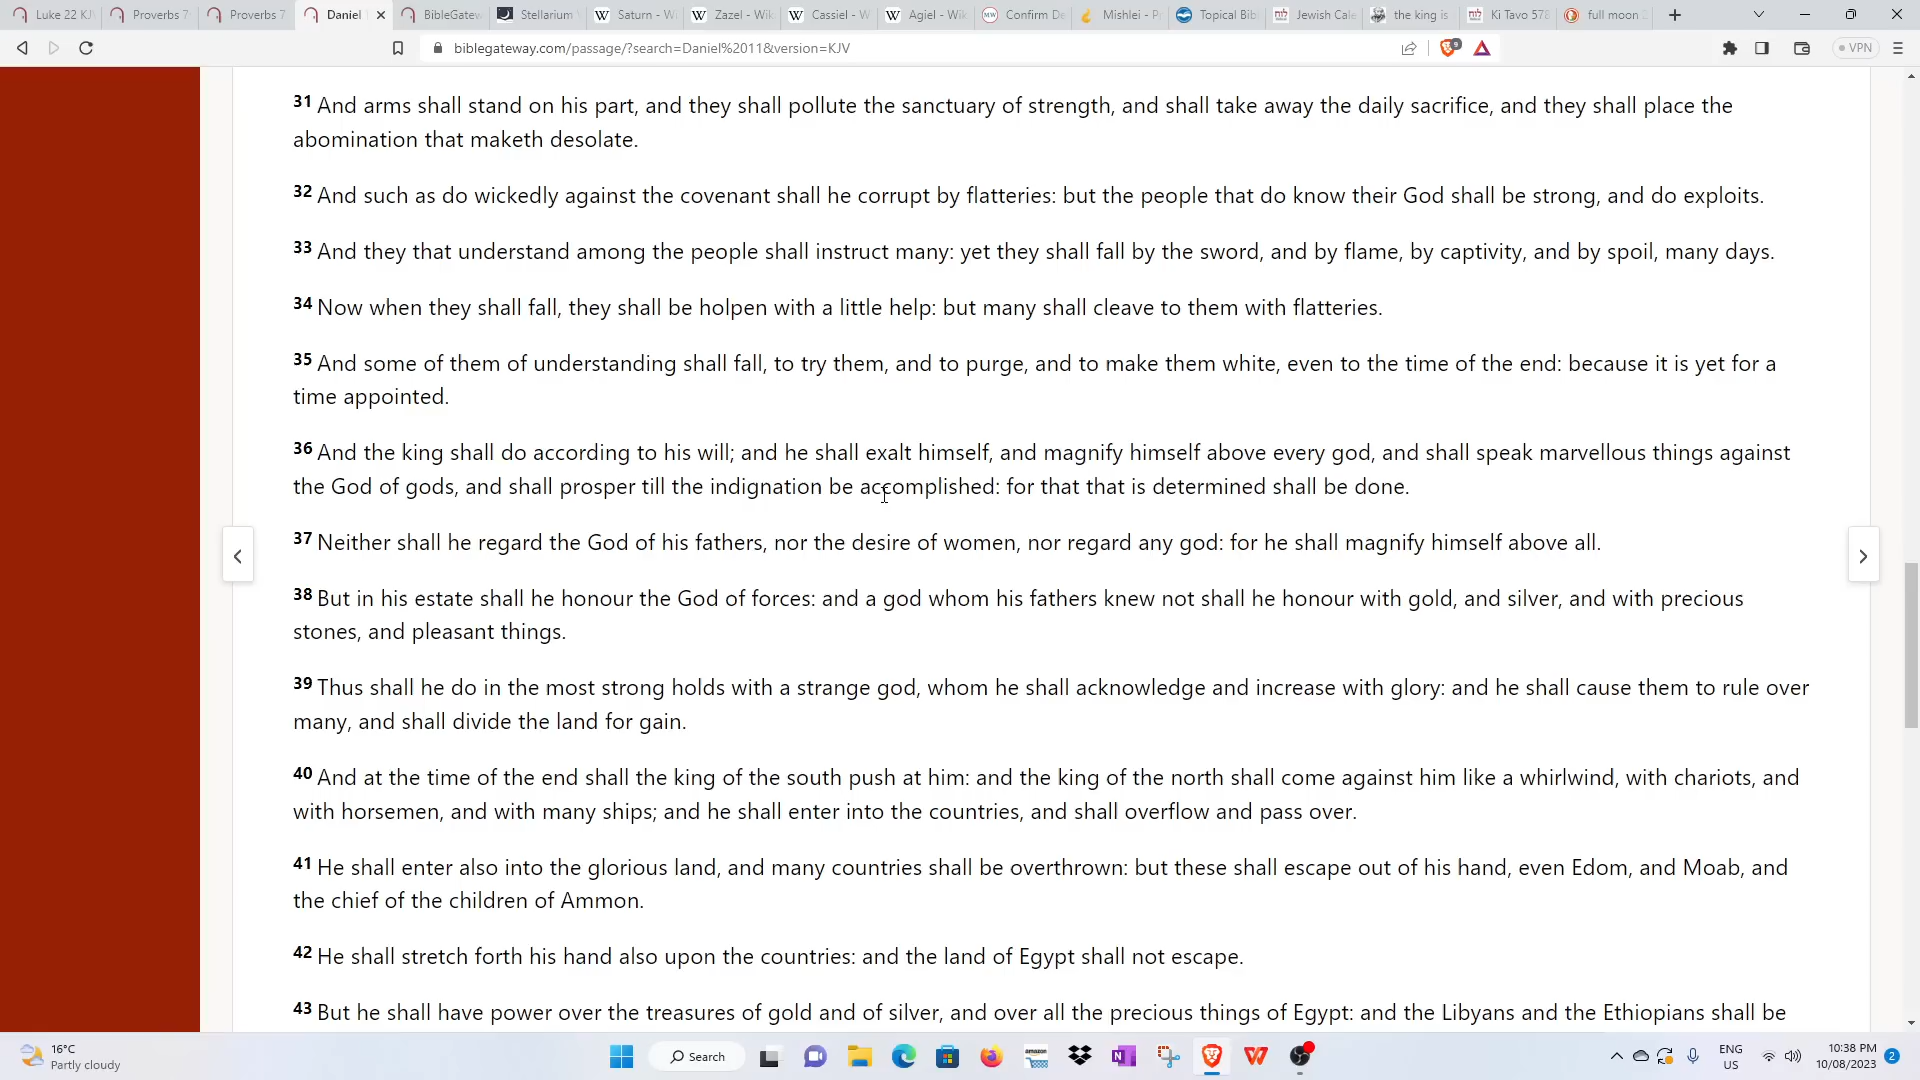 Luke 22 KJ
Proverbs 7
Proverbs 7
Daniel
BibleGatew
Stellarium
Saturn - Wi
Zazel - Wik
Cassiel - W
Agiel - Wik
Confirm De
Mishlei - P
Topical Bib
Jewish Cale
the king is
Ki Tavo 578
full moon 2
biblegateway.com/passage/?search=Daniel%2011&version=KJV
9
VPN
31 And arms shall stand on his part, and they shall pollute the sanctuary of strength, and shall take away the daily sacrifice, and they shall place the
abomination that maketh desolate.
32 And such as do wickedly against the covenant shall he corrupt by flatteries: but the people that do know their God shall be strong, and do exploits.
33 And they that understand among the people shall instruct many: yet they shall fall by the sword, and by flame, by captivity, and by spoil, many days.
34 Now when they shall fall, they shall be holpen with a little help: but many shall cleave to them with flatteries.
35 And some of them of understanding shall fall, to try them, and to purge, and to make them white, even to the time of the end: because it is yet for a
time appointed.
36 And the king shall do according to his will; and he shall exalt himself, and magnify himself above every god, and shall speak marvellous things against
the God of gods, and shall prosper till the indignation be accomplished: for that that is determined shall be done.
37 Neither shall he regard the God of his fathers, nor the desire of women, nor regard any god: for he shall magnify himself above all.
38 But in his estate shall he honour the God of forces: and a god whom his fathers knew not shall he honour with gold, and silver, and with precious
stones, and pleasant things.
39 Thus shall he do in the most strong holds with a strange god, whom he shall acknowledge and increase with glory: and he shall cause them to rule over
many, and shall divide the land for gain.
40 And at the time of the end shall the king of the south push at him: and the king of the north shall come against him like a whirlwind, with chariots, and
with horsemen, and with many ships; and he shall enter into the countries, and shall overflow and pass over.
41 He shall enter also into the glorious land, and many countries shall be overthrown: but these shall escape out of his hand, even Edom, and Moab, and
the chief of the children of Ammon.
42 He shall stretch forth his hand also upon the countries: and the land of Egypt shall not escape.
43 But he shall have power over the treasures of gold and of silver, and over all the precious things of Egypt: and the Libyans and the Ethiopians shall be
16°C
Partly cloudy
Search
amazon
ENG
US
10:38 PM
10/08/2023
2